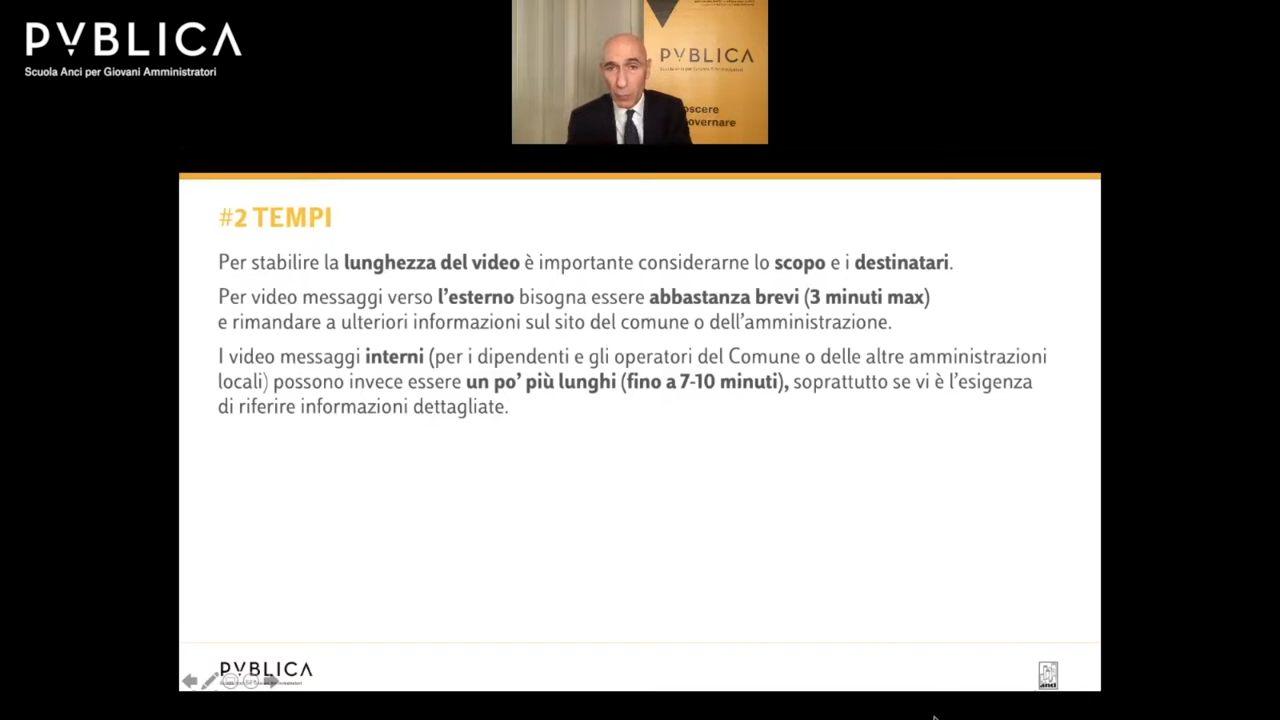 PVBLICA
Scuola Anci per Giovani Amministratori
PVBLICA
oscere
overnare
#2 TEMPI
Per stabilire la lunghezza del video è importante considerarne lo scopo e i destinatari.
Per video messaggi verso l'esterno bisogna essere abbastanza brevi (3 minuti max)
e rimandare a ulteriori informazioni sul sito del comune o dell'amministrazione.
I video messaggi interni (per i dipendenti e gli operatori del Comune o delle altre amministrazioni
locali) possono invece essere un po' più lunghi (fino a 7-10 minuti), soprattutto se vi è l'esigenza
di riferire informazioni dettagliate.
PVBLICA
anci